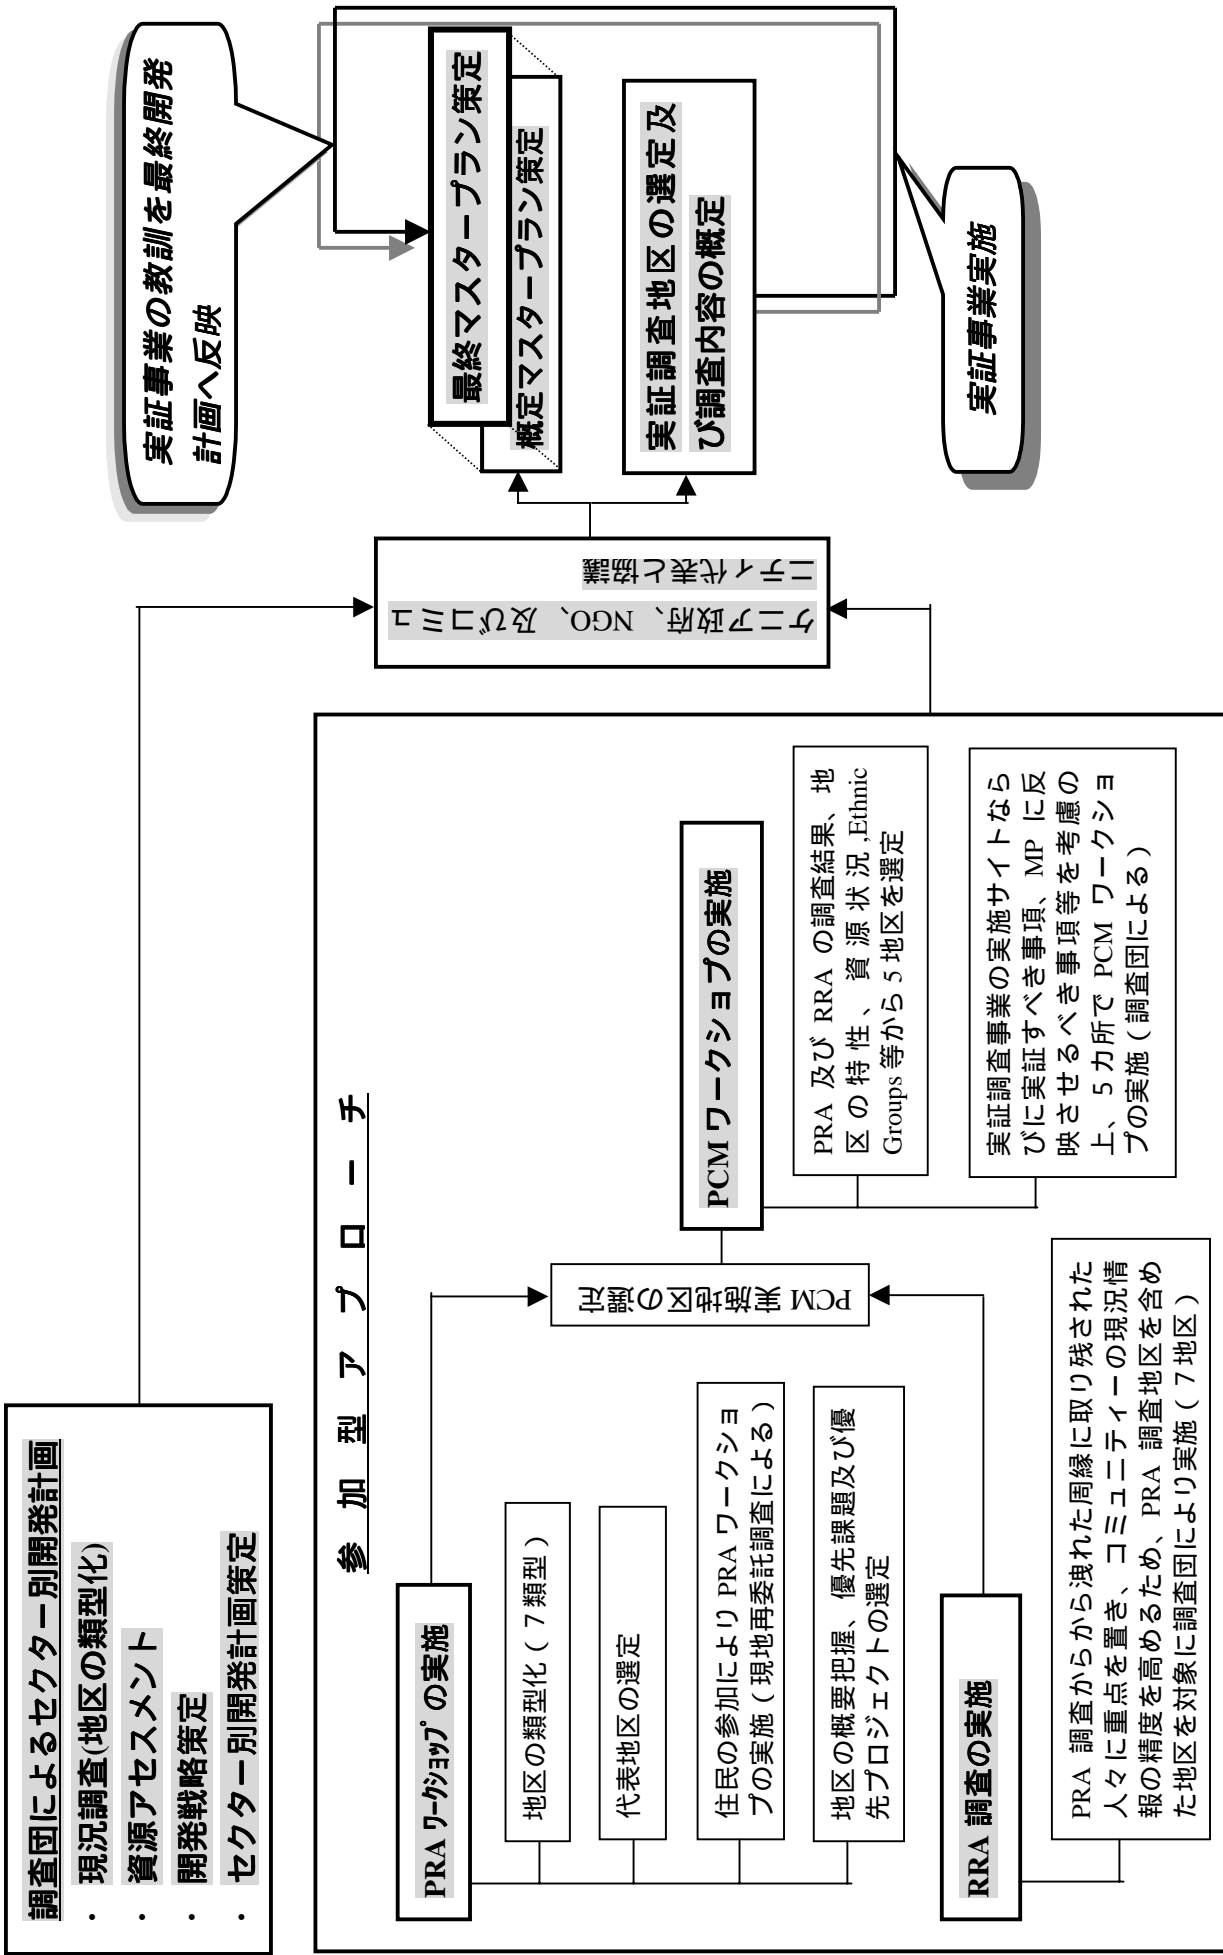 調査団によるセクター別開発計画
・ 現況調査(地区の類型化)
・ 資源アセスメント
・ 開発戦略策定
・ セクター別開発計画策定
参加型アプローチ
PRA ワークショップ の実施
地区の類型化（７類型）
代表地区の選定
住民の参加により PRA ワークショ
プの実施（現地再委託調査による）
地区の概要把握、優先課題及び優
先プロジェクトの選定
RRA 調査の実施
PRA 調査からから洩れた周縁に取り残された
人々に重点を置き、コミュニティーの現況情
報の精度を高めるため、PRA 調査地区を含め
た地区を対象に調査団により実施（７地区）
PCM 実施地区の選定
PCM ワークショップの実施
PRA 及び RRA の調査結果、地
区の特性、資源状況,Ethnic
Groups 等から 5 地区を選定
実証調査事業の実施サイトなら
びに実証すべき事項、MP に反
映させるべき事項等を考慮の
上、５カ所で PCM ワークショ
プの実施（調査団による）
ケニア政府、NGO、及びコミュ
ニティ代表と協議
最終マスタープラン策定
概定マスタープラン策定
実証調査地区の選定及
び調査内容の概定
実証事業の教訓を最終開発
計画へ反映
実証事業実施